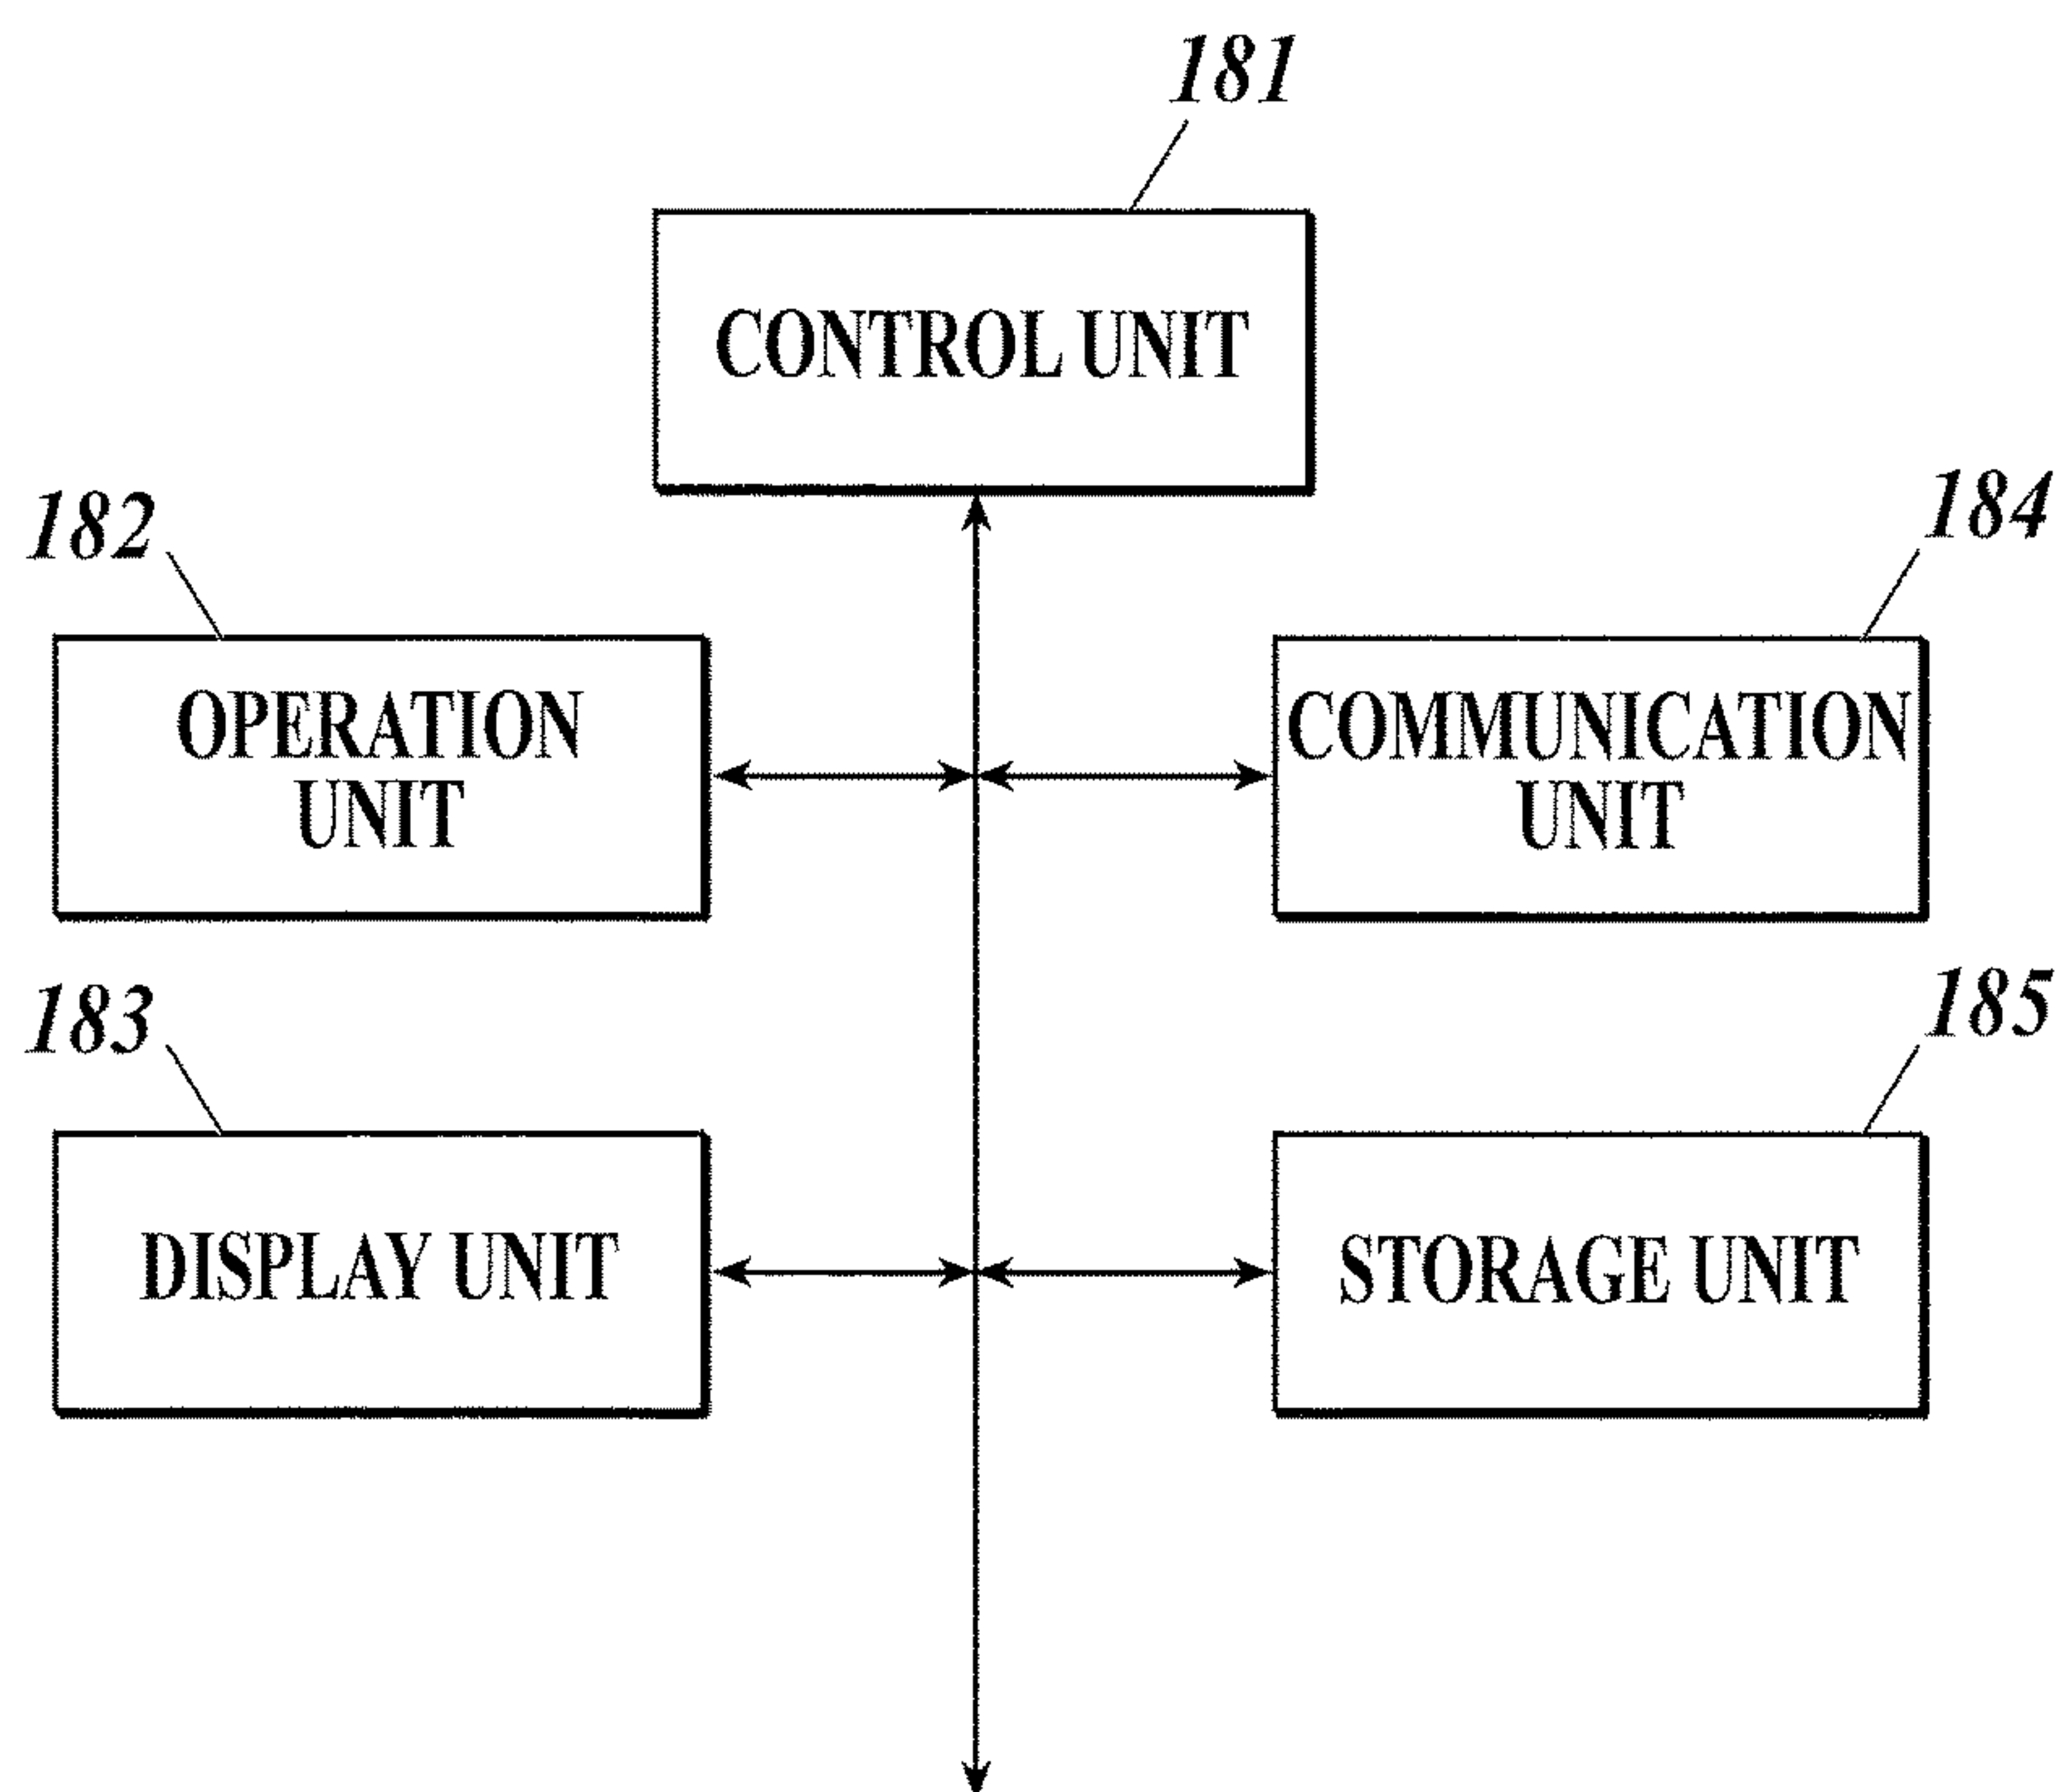 181
CONTROL UNIT
182
184
OPERATION
UNIT
COMMUNICATION
UNIT
183
185
DISPLAY UNIT
STORAGE UNIT